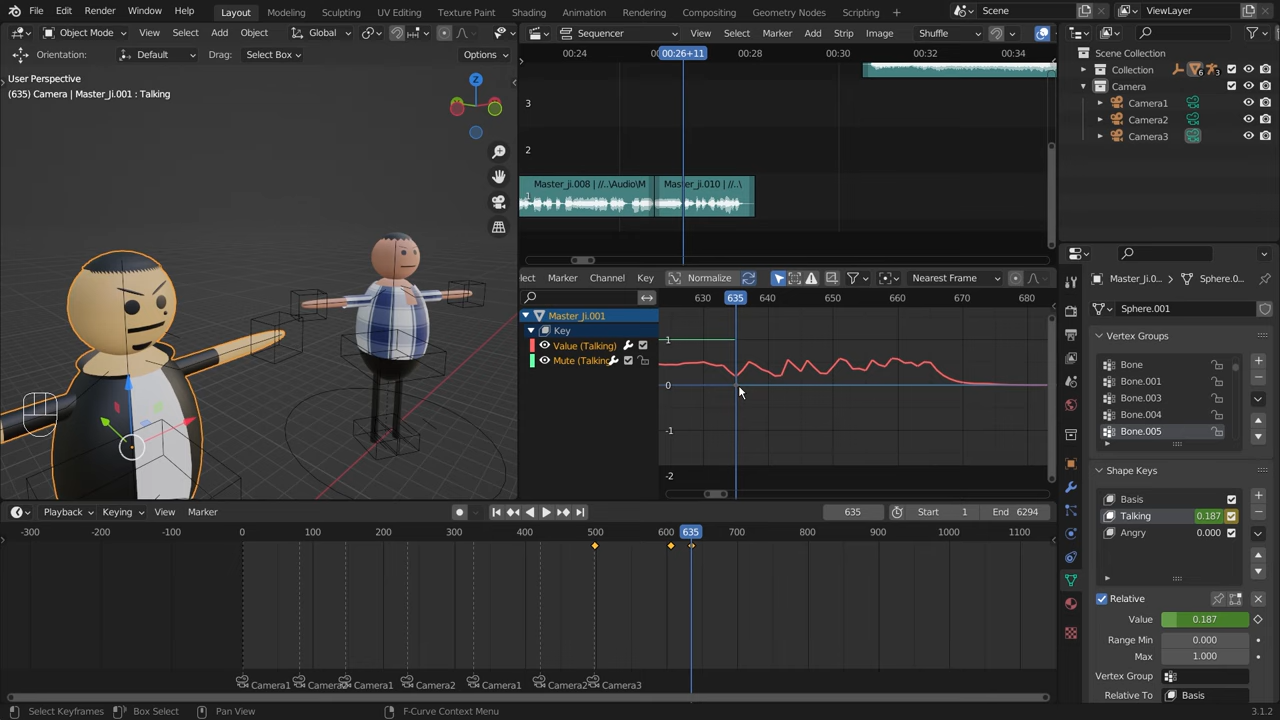 File Edit Render Window Help Layout Modeling Sculpting UV Editing Texture Paint Shading Animation Rendering Compositing Geometry Nodes Scripting + Scene ViewLayer
Object Mode View Select Add Object Global
Orientation: Default Drag: Select Box Options
User Perspective
(635) Camera | Master_Ji.001 : Talking
Z
Sequencer View Select Marker Add Strip Image Shuffle
00:24 00:26+11 00:28 00:30 00:32 00:34
3
2
1
Master_ji.008 | //..\Audio\M Master_ji.010 | //..\
Marker Channel Key Normalize Nearest Frame
630 635 640 650 660 670 680
Master_Ji.001
Key
Value (Talking)
Mute (Talking
1
0
-1
-2
Scene Collection
Collection 6 3
Camera
Camera1
Camera2
Camera3
Master_Ji.0... Sphere.0...
Sphere.001
Vertex Groups
Bone
Bone.001
Bone.003
Bone.004
Bone.005
Shape Keys
Basis
Talking 0.187
Angry 0.000
Relative
Value 0.187
Range Min 0.000
Max 1.000
Vertex Group
Relative To Basis
Playback Keying View Marker 635 Start 1 End 6294
-300 -200 -100 0 100 200 300 400 500 600 635 700 800 900 1000 1100
Camera1 Camera2 Camera1 Camera2 Camera1 Camera2 Camera3
Select Keyframes Box Select Pan View F-Curve Context Menu 3.1.2